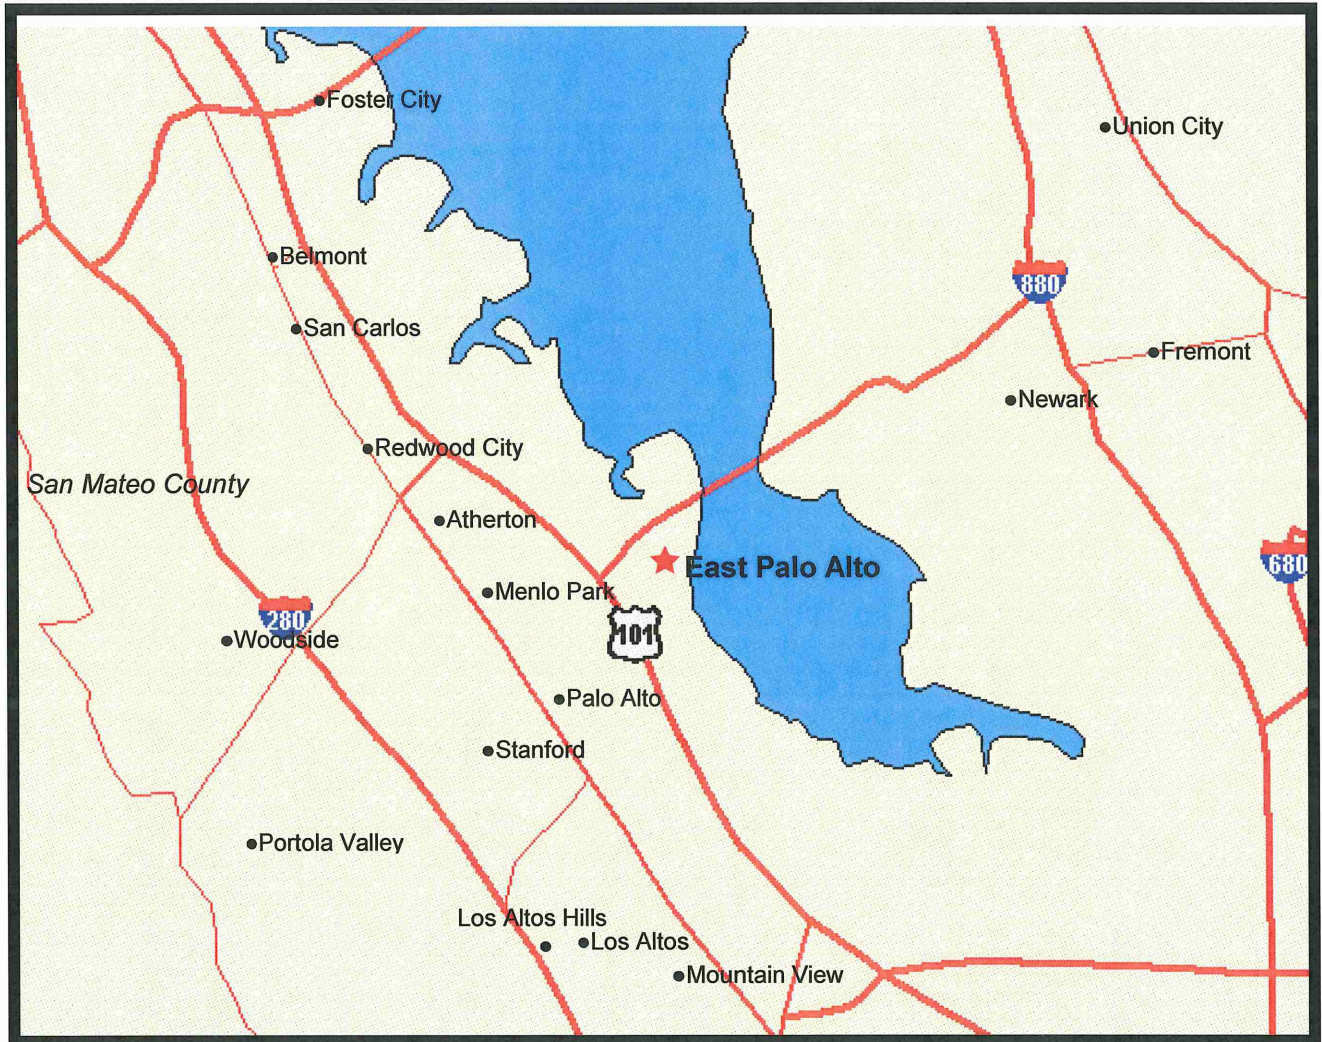 Foster City
Union City
Belmont
880
San Carlos
Fremont
Newark
Redwood City
San Mateo County
Atherton
680
East Palo Alto
Menlo Park
280
101
Woodside
Palo Alto
Stanford
Portola Valley
Los Altos Hills
Los Altos
Mountain View